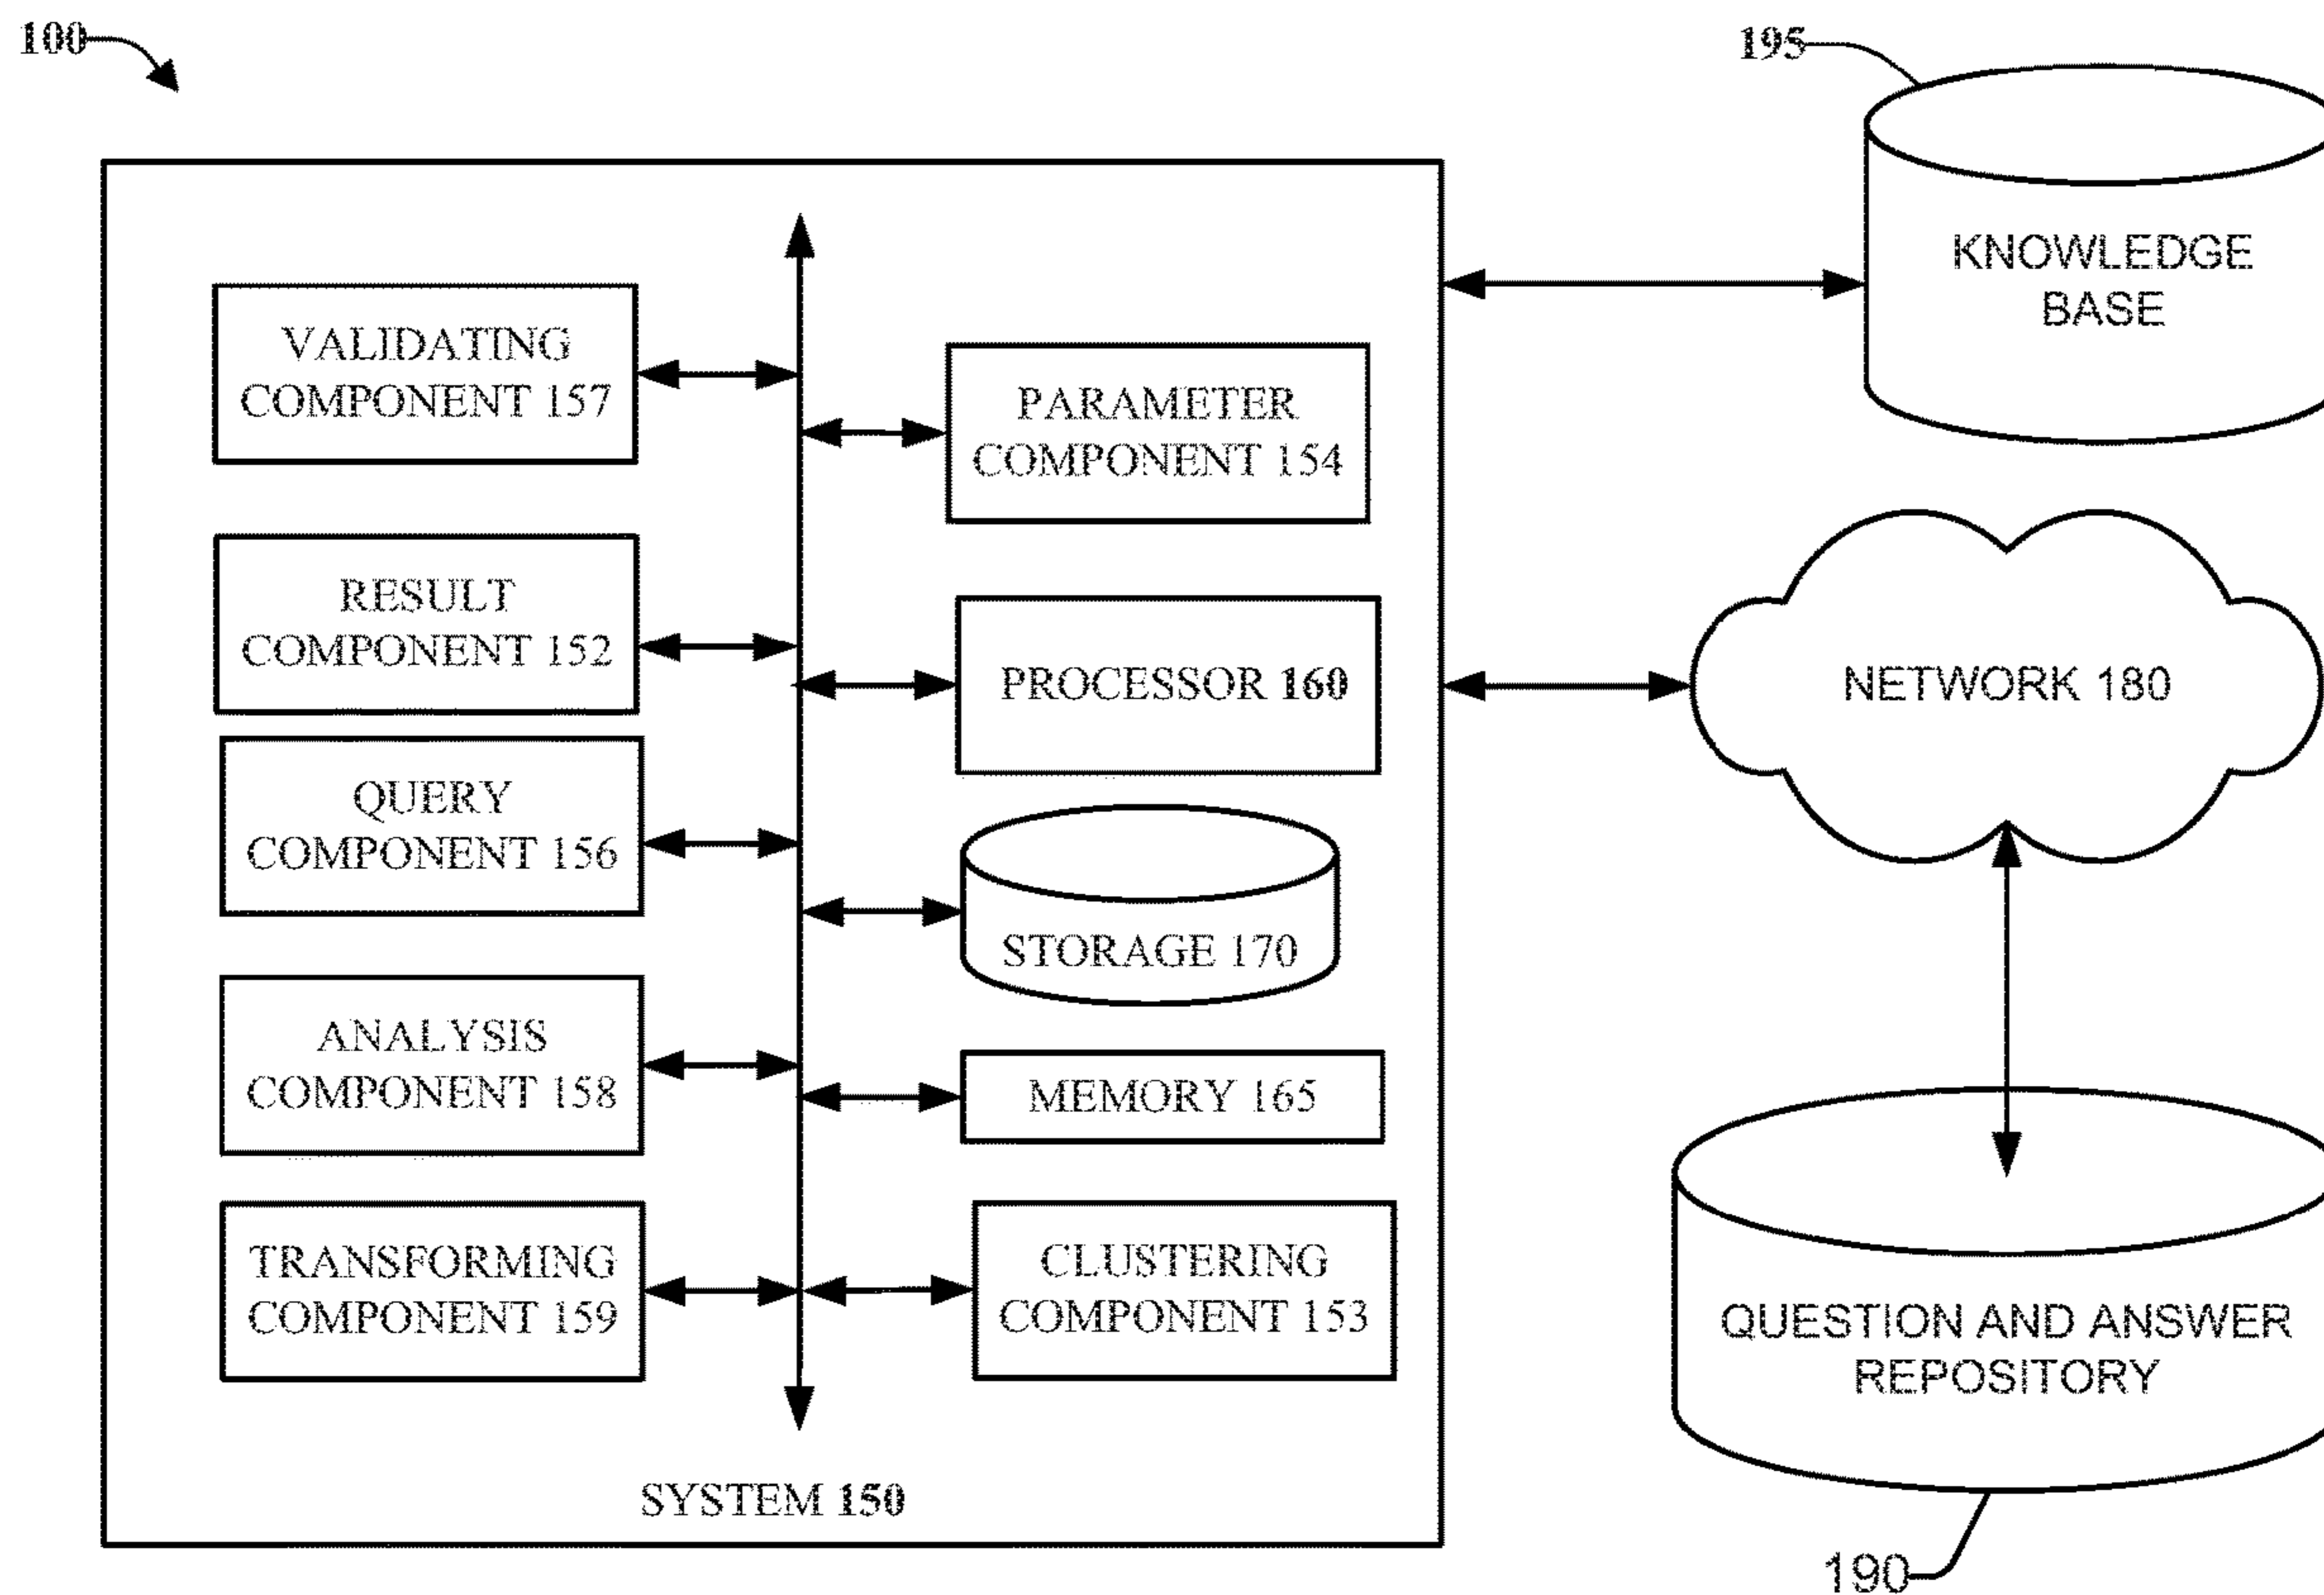 100
195
KNOWLEDGE
BASE
VALIDATING
COMPONENT 157
PARAMETER
COMPONENT 154
RESULT
COMPONENT 152
PROCESSOR 160
NETWORK 180
QUERY
COMPONENT 156
STORAGE 170
ANALYSIS
COMPONENT 158
MEMORY 165
TRANSFORMING
COMPONENT 159
CLUSTERING
COMPONENT 153
QUESTION AND ANSWER
REPOSITORY
SYSTEM 150
190